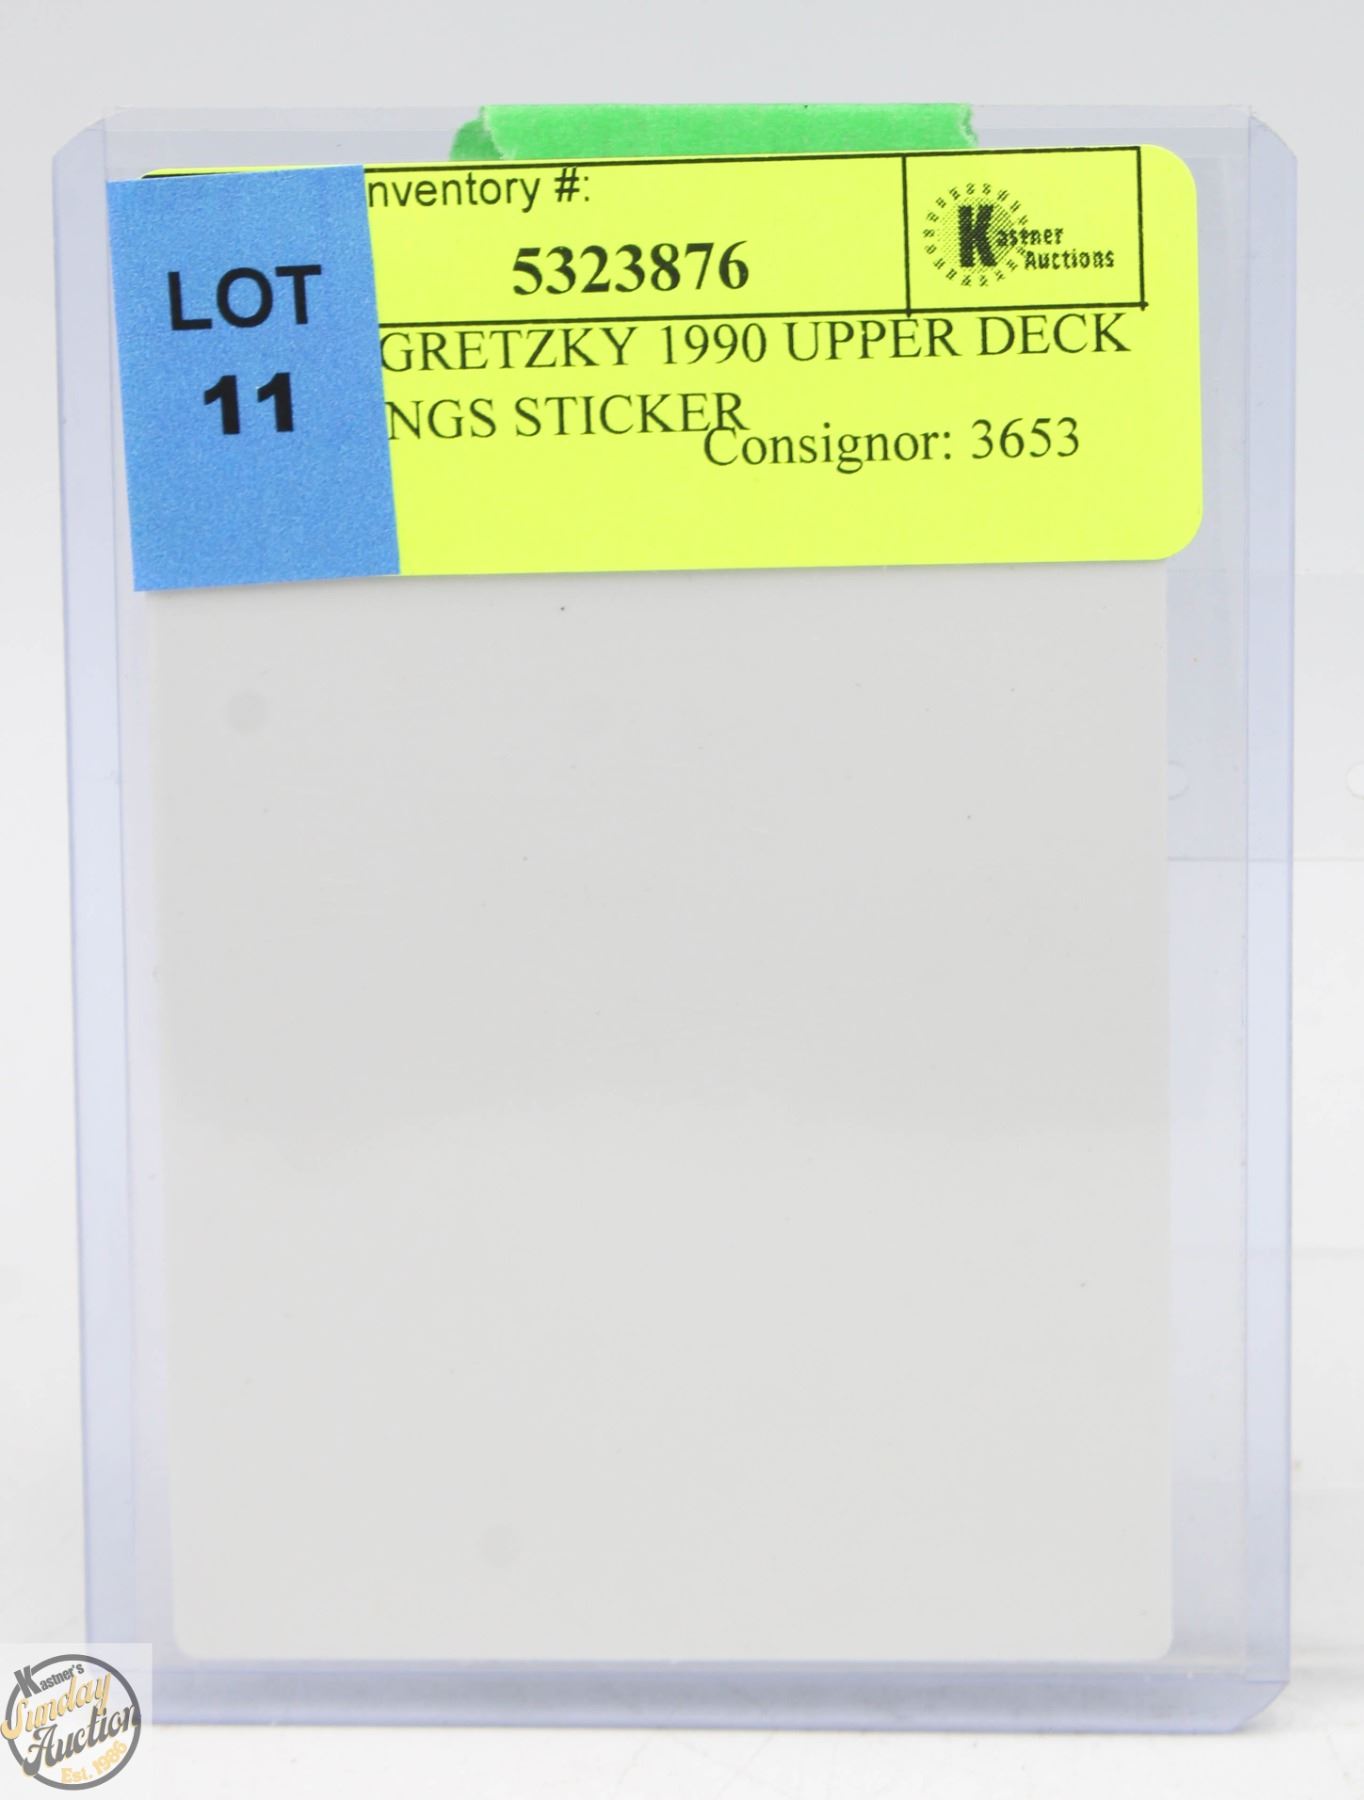 nventory #:
5323876
Kastner
Auctions
LOT
11
GRETZKY 1990 UPPER DECK
NGS STICKER
Consignor: 3653
Kastner's
Sunday
Auction
Est. 1986